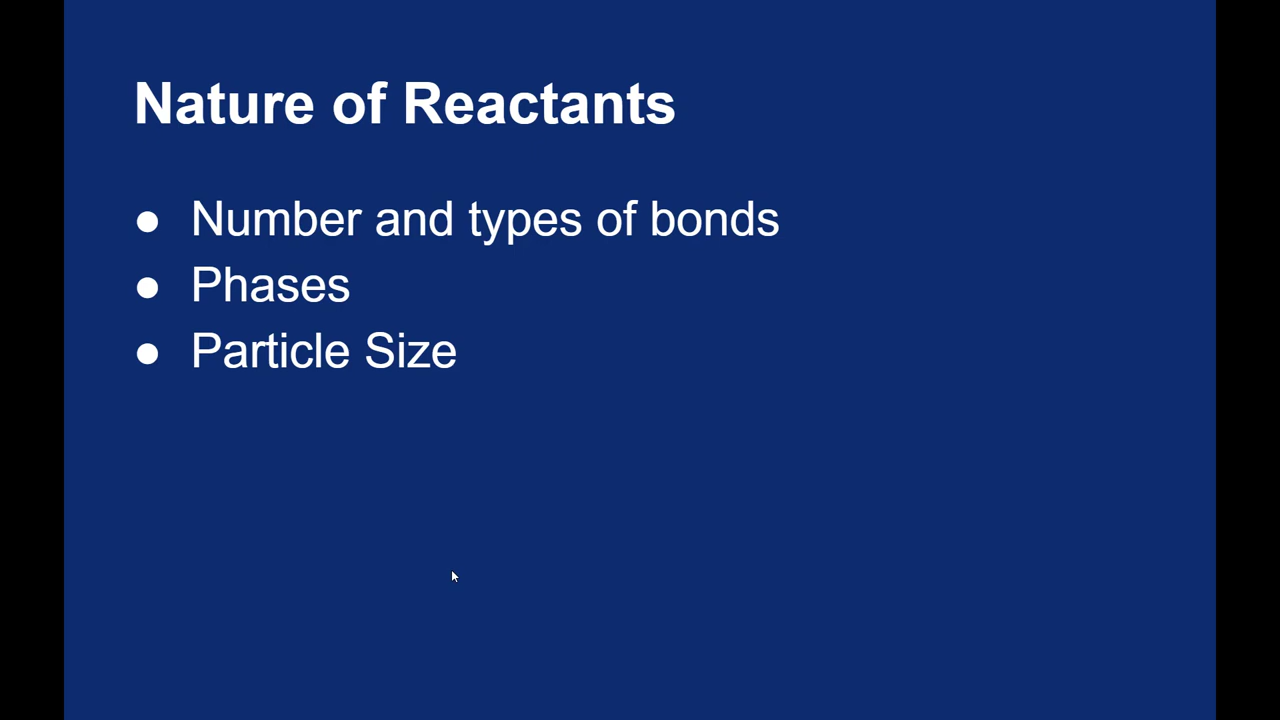 Nature of Reactants
● Number and types of bonds
● Phases
● Particle Size